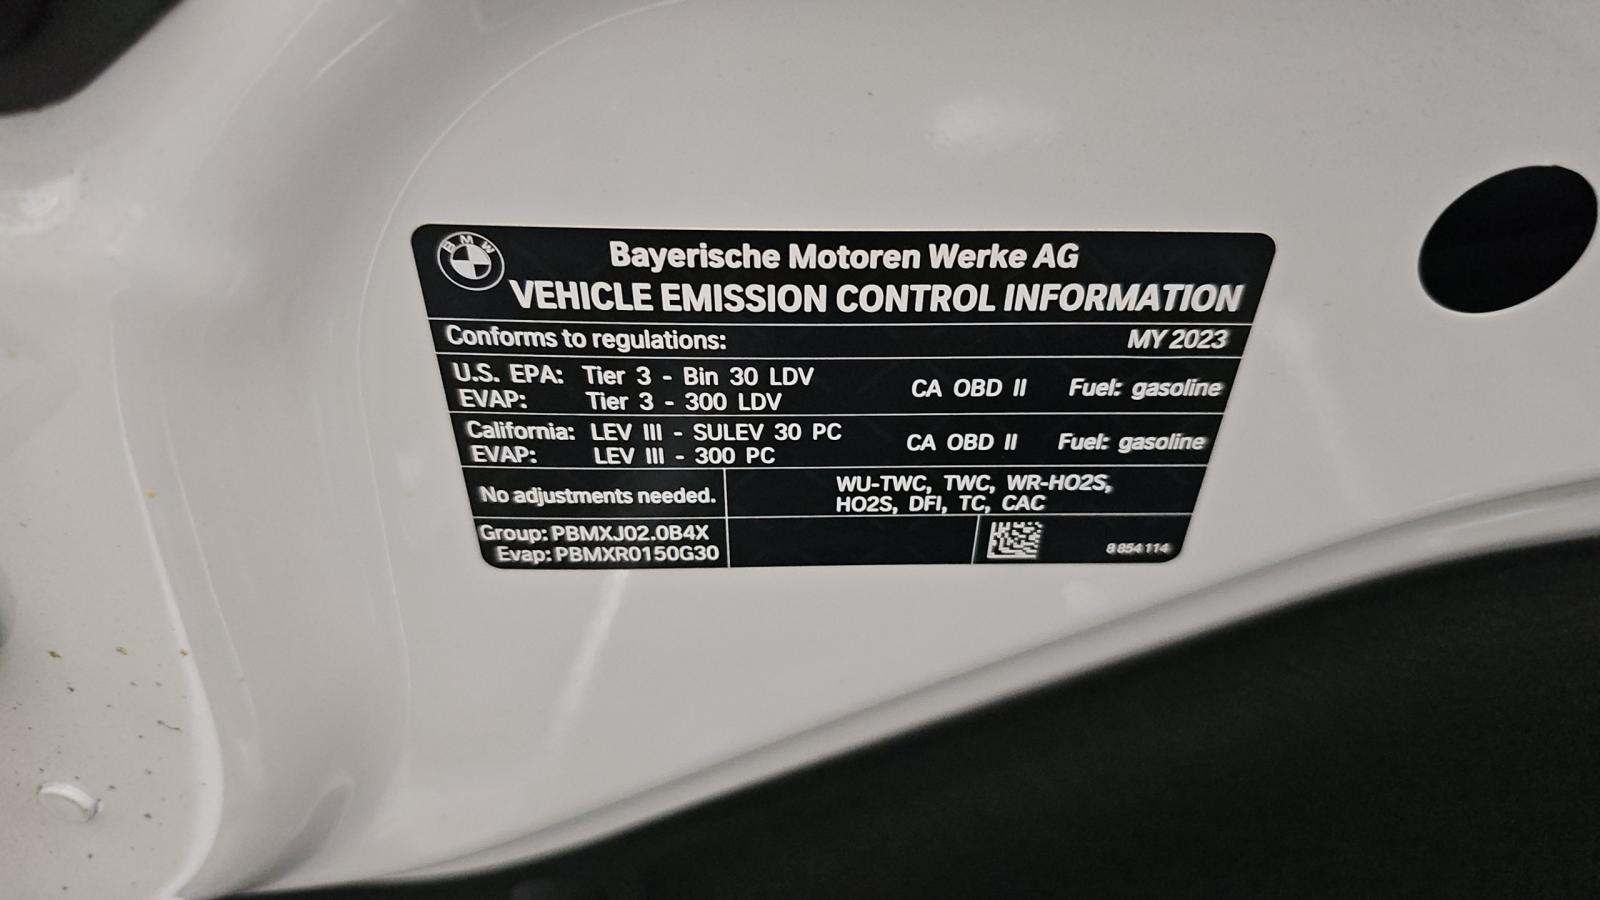 BMW
Bayerische Motoren Werke AG
VEHICLE EMISSION CONTROL INFORMATION
Conforms to regulations: MY 2023
U.S. EPA: Tier 3 - Bin 30 LDV CA OBD II Fuel: gasoline
EVAP: Tier 3 - 300 LDV
California: LEV III - SULEV 30 PC CA OBD II Fuel: gasoline
EVAP: LEV III - 300 PC
No adjustments needed. WU-TWC, TWC, WR-HO2S,
HO2S, DFI, TC, CAC
Group: PBMXJ02.0B4X
Evap: PBMXR0150G30
8 854 114